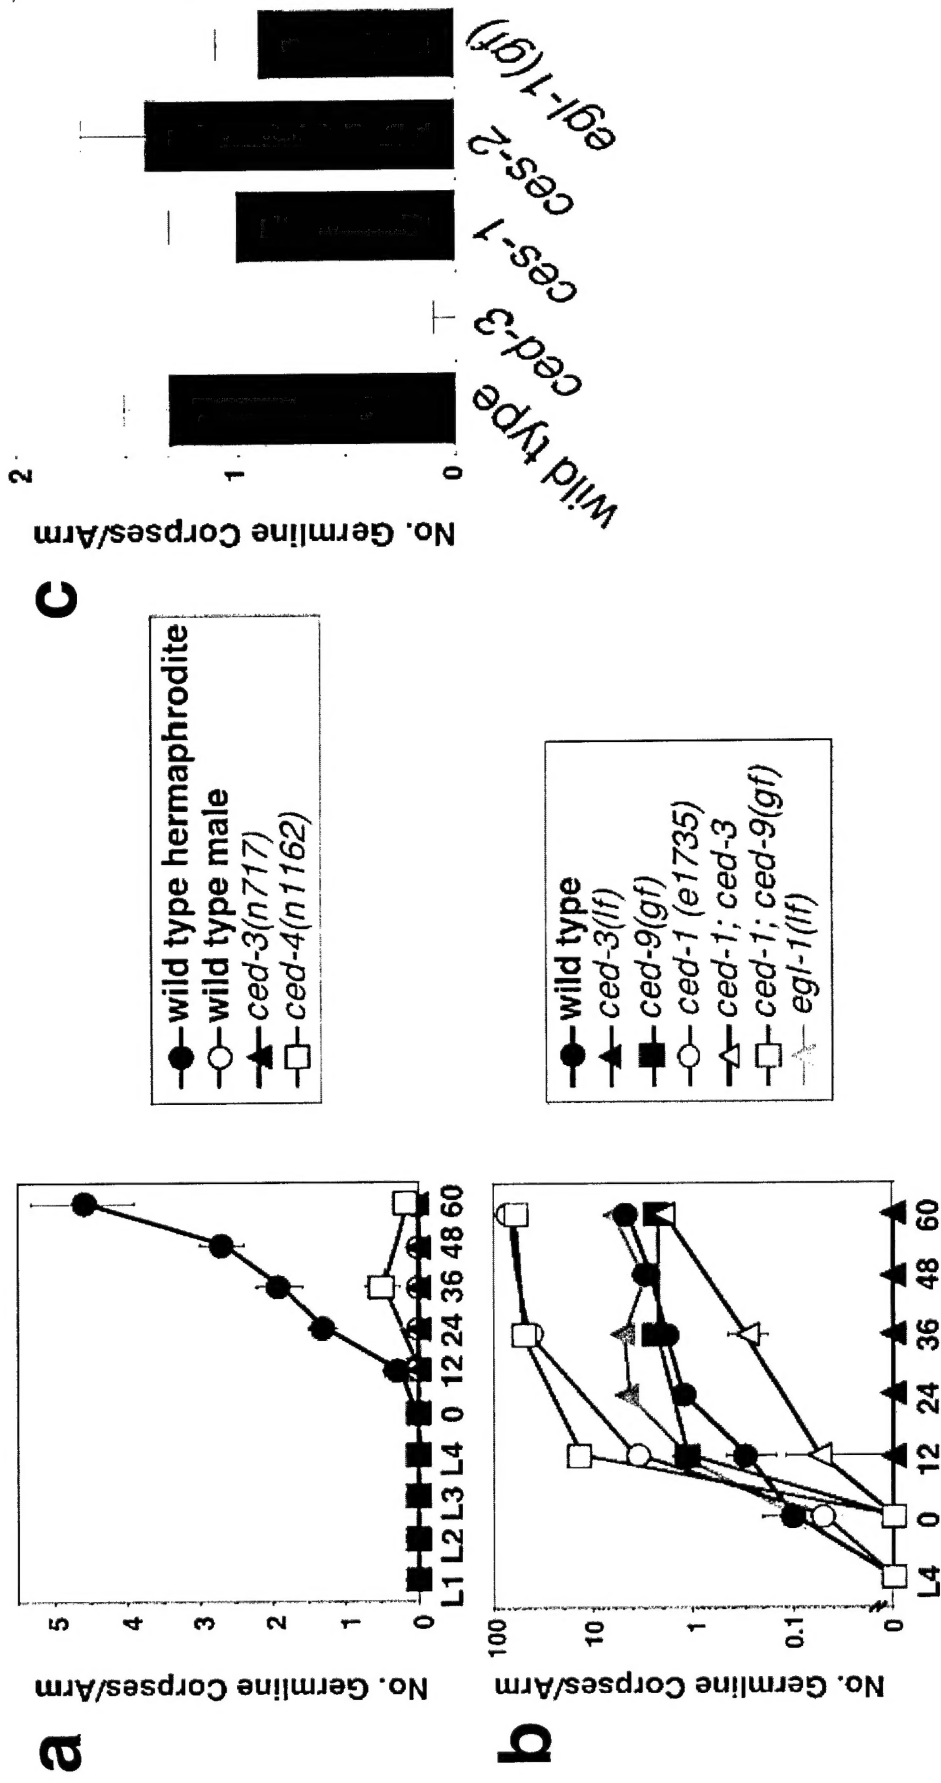 a
No. Germline Corpses/Arm
5
4
3
2
1
0
L1 L2 L3 L4 0 12 24 36 48 60
wild type hermaphrodite
wild type male
ced-3(n717)
ced-4(n1162)
b
No. Germline Corpses/Arm
100
10
1
0.1
0
L4 0 12 24 36 48 60
wild type
ced-3(lf)
ced-9(gf)
ced-1 (e1735)
ced-1; ced-3
ced-1; ced-9(gf)
egl-1(lf)
c
No. Germline Corpses/Arm
2
1
0
wild type
ced-3
ces-1
ces-2
egl-1(gf)